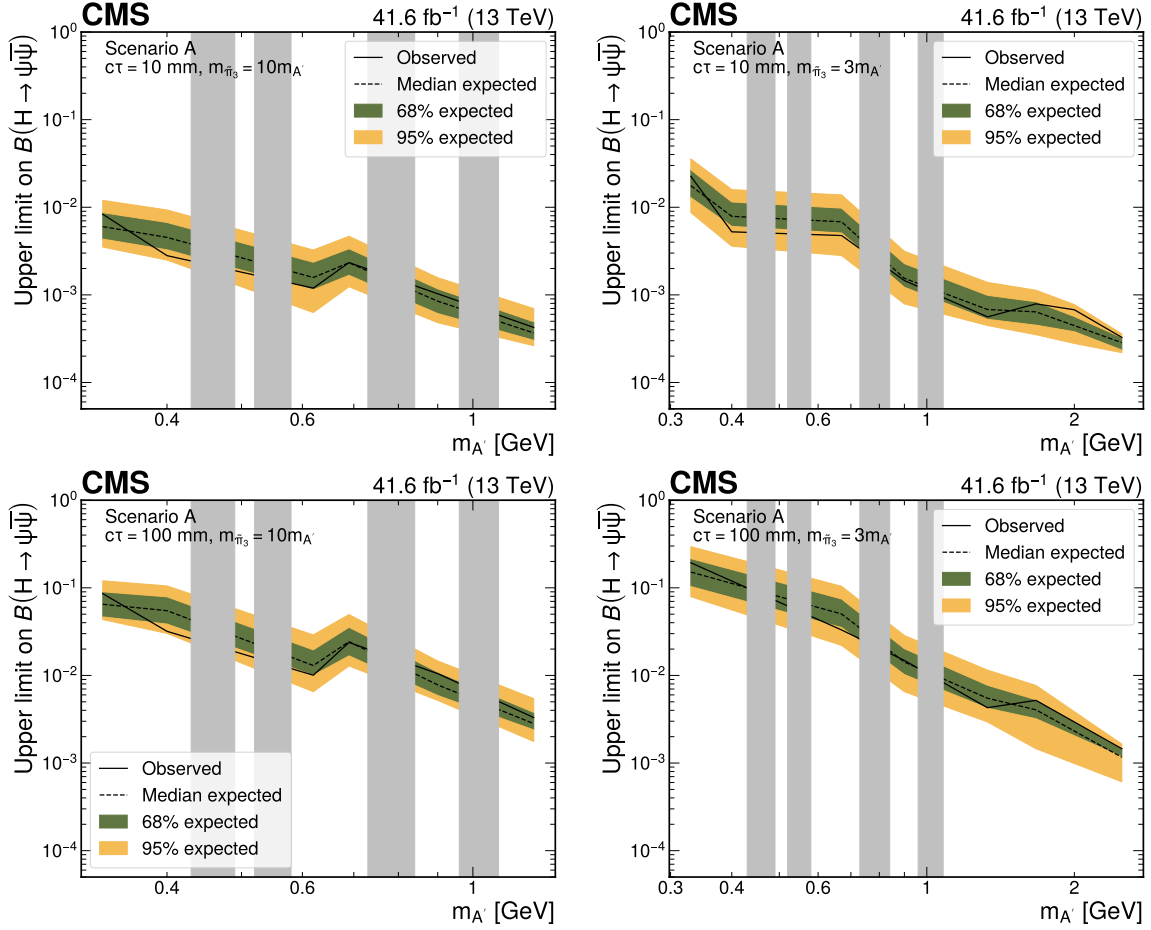 CMS 41.6 fb⁻¹ (13 TeV)
Upper limit on B(H → ψ̄ψ)
10⁰
10⁻¹
10⁻²
10⁻³
10⁻⁴
Scenario A
cτ = 10 mm, m_π̃₃ = 10m_A′
Observed
Median expected
68% expected
95% expected
0.4 0.6 1
m_A′ [GeV]
CMS 41.6 fb⁻¹ (13 TeV)
Upper limit on B(H → ψ̄ψ)
10⁰
10⁻¹
10⁻²
10⁻³
10⁻⁴
Scenario A
cτ = 10 mm, m_π̃₃ = 3m_A′
Observed
Median expected
68% expected
95% expected
0.3 0.4 0.6 1 2
m_A′ [GeV]
CMS 41.6 fb⁻¹ (13 TeV)
Upper limit on B(H → ψ̄ψ)
10⁰
10⁻¹
10⁻²
10⁻³
10⁻⁴
Scenario A
cτ = 100 mm, m_π̃₃ = 10m_A′
Observed
Median expected
68% expected
95% expected
0.4 0.6 1
m_A′ [GeV]
CMS 41.6 fb⁻¹ (13 TeV)
Upper limit on B(H → ψ̄ψ)
10⁰
10⁻¹
10⁻²
10⁻³
10⁻⁴
Scenario A
cτ = 100 mm, m_π̃₃ = 3m_A′
Observed
Median expected
68% expected
95% expected
0.3 0.4 0.6 1 2
m_A′ [GeV]